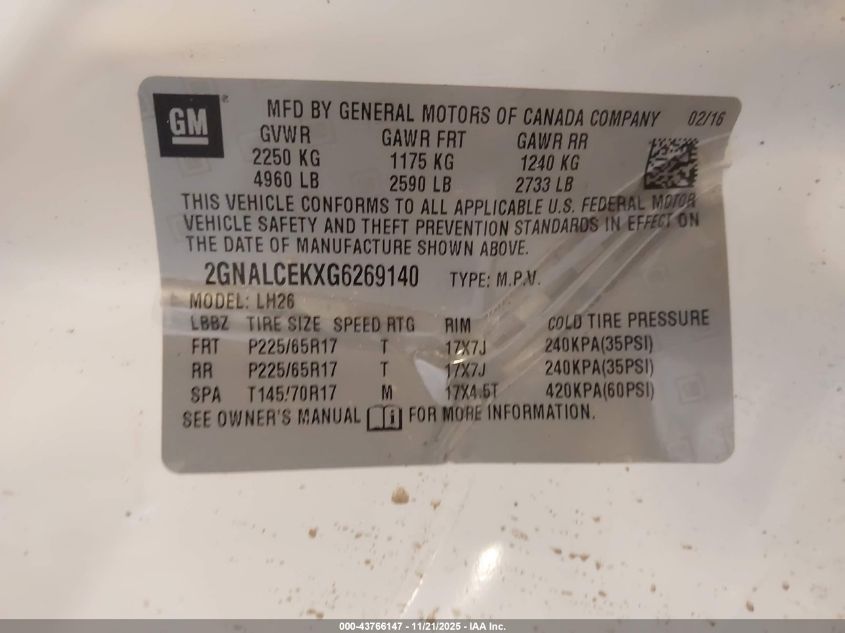 GM ® MFD BY GENERAL MOTORS OF CANADA COMPANY 02/16
GVWR GAWR FRT GAWR RR
2250 KG 1175 KG 1240 KG
4960 LB 2590 LB 2733 LB
THIS VEHICLE CONFORMS TO ALL APPLICABLE U.S. FEDERAL MOTOR
VEHICLE SAFETY AND THEFT PREVENTION STANDARDS IN EFFECT ON
THE DATE OF MANUFACTURE SHOWN ABOVE.
2GNALCEKXG6269140 TYPE: M.P.V.
MODEL: LH26
LBBZ TIRE SIZE SPEED RTG RIM COLD TIRE PRESSURE
FRT P225/65R17 T 17X7J 240KPA(35PSI)
RR P225/65R17 T 17X7J 240KPA(35PSI)
SPA T145/70R17 M 17X4.5T 420KPA(60PSI)
SEE OWNER'S MANUAL i FOR MORE INFORMATION.
000-43766147 - 11/21/2025 - IAA Inc.